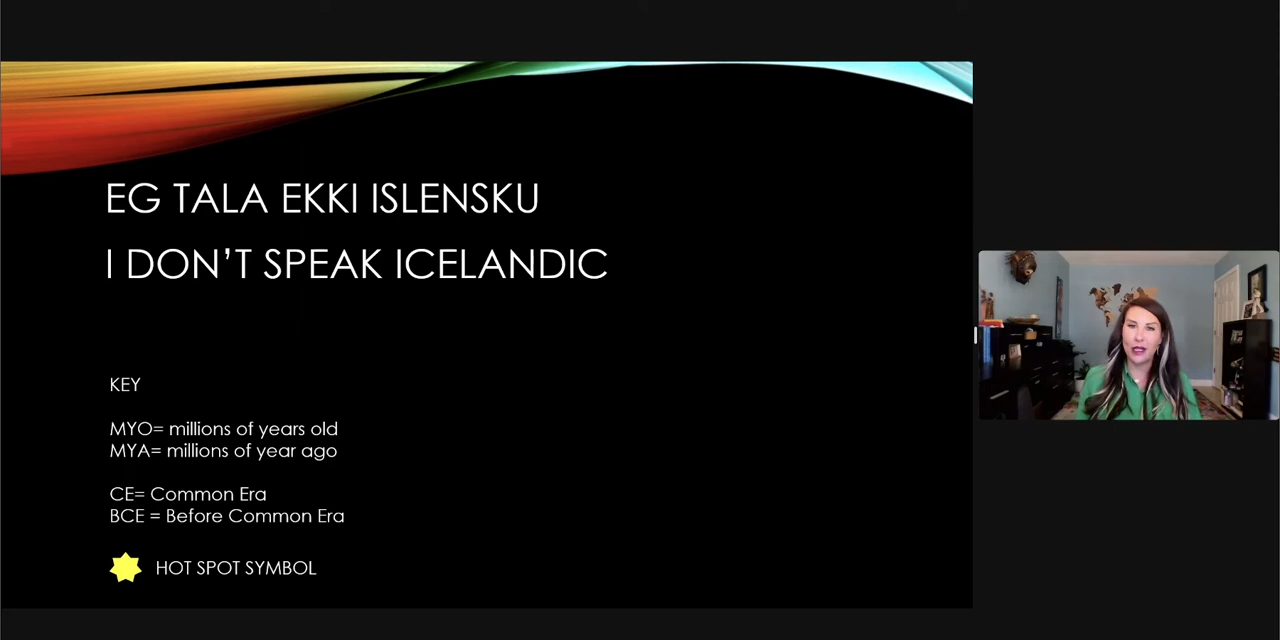 EG TALA EKKI ISLENSKU
I DON'T SPEAK ICELANDIC
KEY
MYO= millions of years old
MYA= millions of year ago
CE= Common Era
BCE = Before Common Era
HOT SPOT SYMBOL